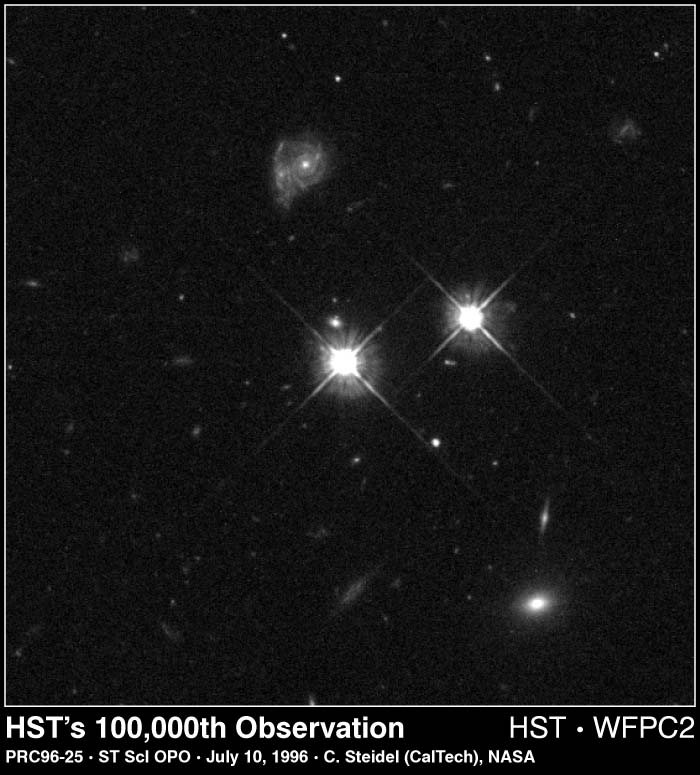 HST's 100,000th Observation HST · WFPC2
PRC96-25 · ST ScI OPO · July 10, 1996 · C. Steidel (CalTech), NASA